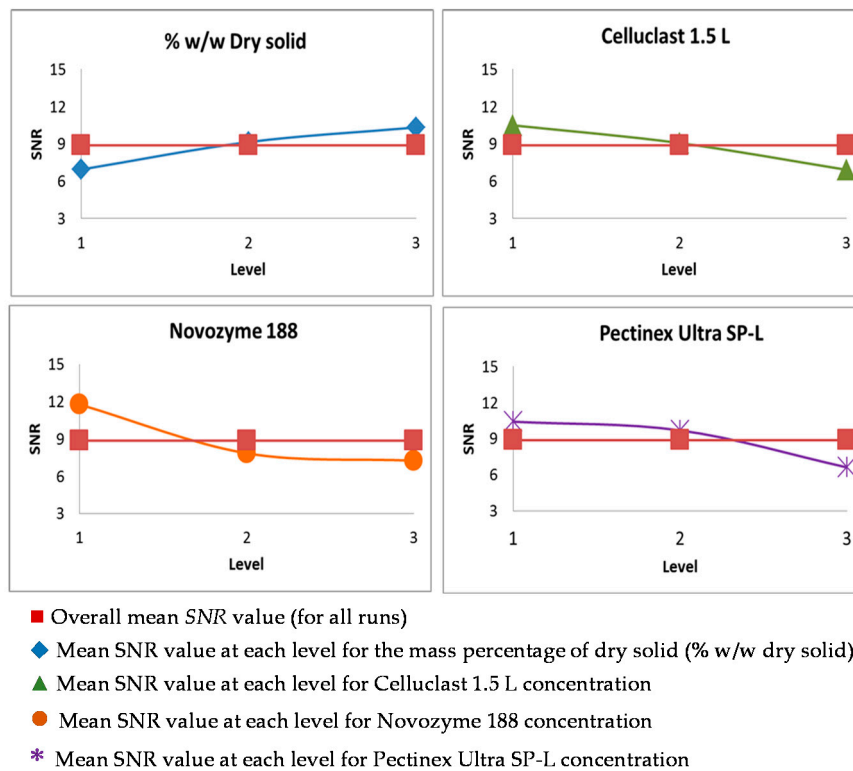 % w/w Dry solid
15
12
9
6
3
SNR
1 2 3
Level
Celluclast 1.5 L
15
12
9
6
3
SNR
1 2 3
Level
Novozyme 188
15
12
9
6
3
SNR
1 2 3
Level
Pectinex Ultra SP-L
15
12
9
6
3
SNR
1 2 3
Level
Overall mean SNR value (for all runs)
Mean SNR value at each level for the mass percentage of dry solid (% w/w dry solid)
Mean SNR value at each level for Celluclast 1.5 L concentration
Mean SNR value at each level for Novozyme 188 concentration
Mean SNR value at each level for Pectinex Ultra SP-L concentration